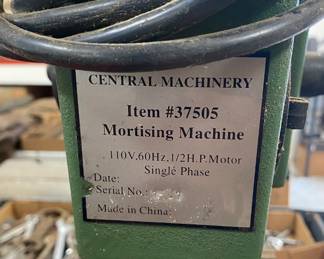 CENTRAL MACHINERY
Item #37505
Mortising Machine
110V,60Hz,1/2H.P.Motor
Single Phase
Date:
Serial No.:
Made in China: